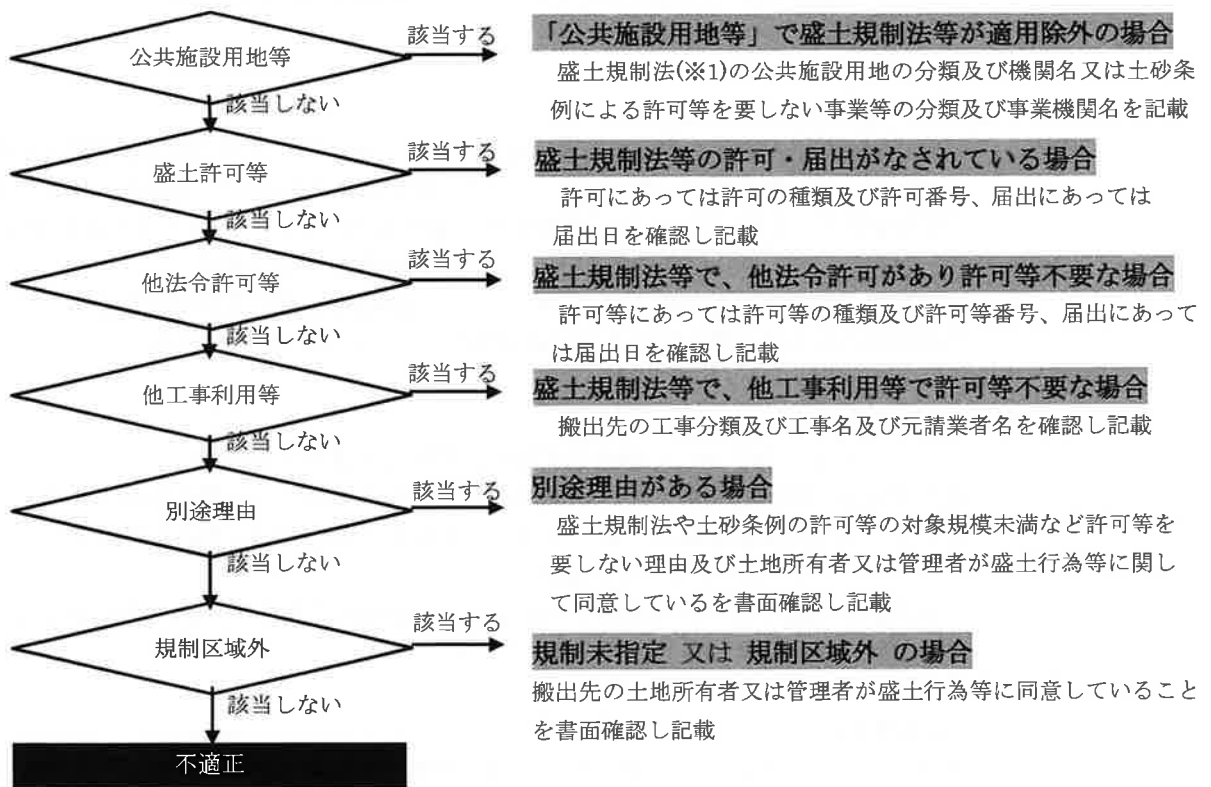 公共施設用地等
該当する
「公共施設用地等」で盛土規制法等が適用除外の場合
盛土規制法(※1)の公共施設用地の分類及び機関名又は土砂条
例による許可等を要しない事業等の分類及び事業機関名を記載
該当しない
盛土許可等
該当する
盛土規制法等の許可・届出がなされている場合
許可にあっては許可の種類及び許可番号、届出にあっては
届出日を確認し記載
該当しない
他法令許可等
該当する
盛土規制法等で、他法令許可があり許可等不要な場合
許可等にあっては許可等の種類及び許可等番号、届出にあって
は届出日を確認し記載
該当しない
他工事利用等
該当する
盛土規制法等で、他工事利用等で許可等不要な場合
搬出先の工事分類及び工事名及び元請業者名を確認し記載
該当しない
別途理由
該当する
別途理由がある場合
盛土規制法や土砂条例の許可等の対象規模未満など許可等を
要しない理由及び土地所有者又は管理者が盛土行為等に関し
て同意しているを書面確認し記載
該当しない
規制区域外
該当する
規制未指定 又は 規制区域外 の場合
搬出先の土地所有者又は管理者が盛土行為等に同意していること
を書面確認し記載
該当しない
不適正